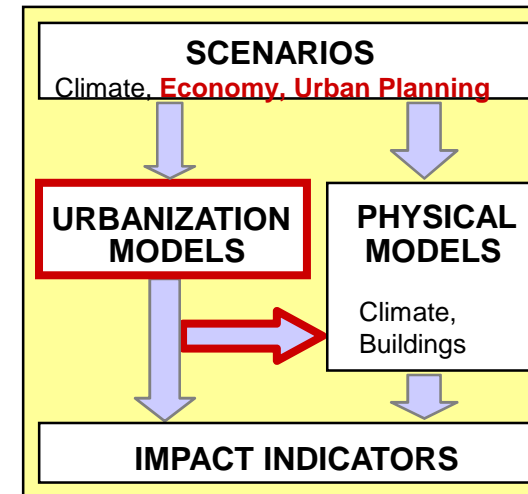 SCENARIOS
Climate, Economy, Urban Planning
URBANIZATION
MODELS
PHYSICAL
MODELS
Climate,
Buildings
IMPACT INDICATORS